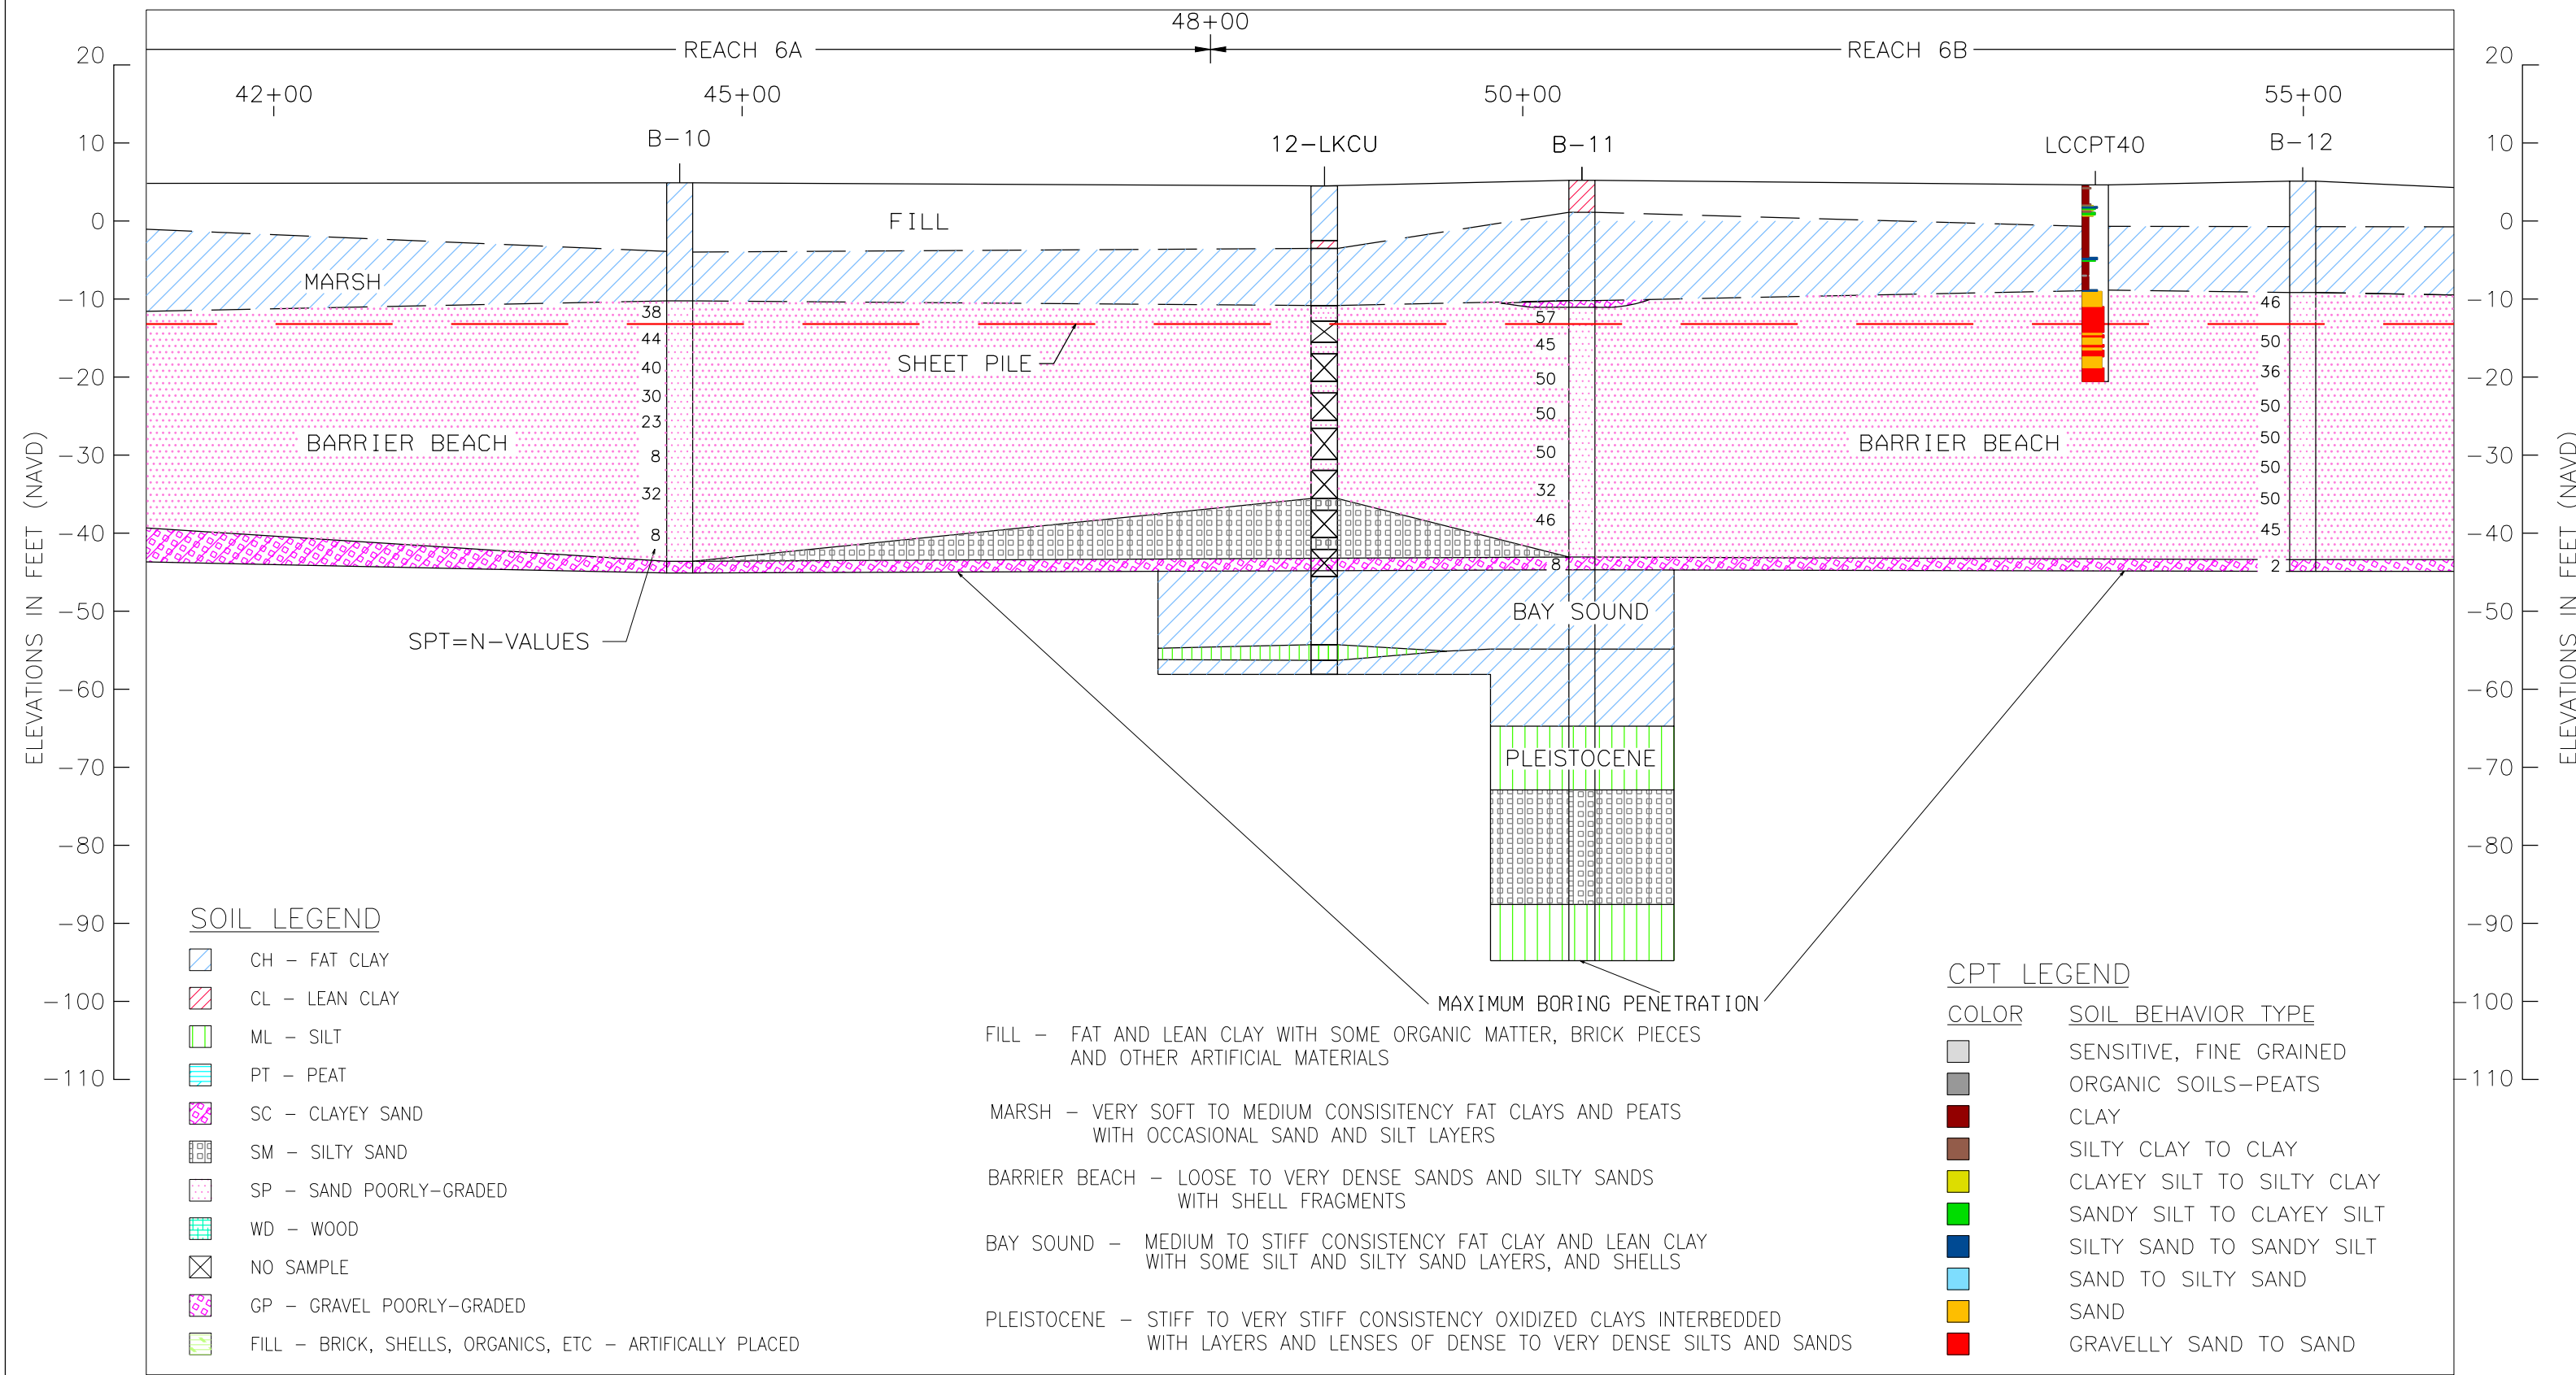 48+00
REACH 6A
REACH 6B
42+00
45+00
50+00
55+00
B-10
12-LKCU
B-11
LCCPT40
B-12
20
10
0
-10
-20
-30
-40
-50
-60
-70
-80
-90
-100
-110
ELEVATIONS IN FEET (NAVD)
20
10
0
-10
-20
-30
-40
-50
-60
-70
-80
-90
-100
-110
ELEVATIONS IN FEET (NAVD)
FILL
MARSH
SHEET PILE
BARRIER BEACH
BARRIER BEACH
38
44
40
30
23
8
32
8
57
45
50
50
50
32
46
8
46
50
36
50
50
50
50
45
2
SPT=N-VALUES
BAY SOUND
PLEISTOCENE
MAXIMUM BORING PENETRATION
SOIL LEGEND
CH - FAT CLAY
CL - LEAN CLAY
ML - SILT
PT - PEAT
SC - CLAYEY SAND
SM - SILTY SAND
SP - SAND POORLY-GRADED
WD - WOOD
NO SAMPLE
GP - GRAVEL POORLY-GRADED
FILL - BRICK, SHELLS, ORGANICS, ETC - ARTIFICALLY PLACED
FILL - FAT AND LEAN CLAY WITH SOME ORGANIC MATTER, BRICK PIECES
AND OTHER ARTIFICIAL MATERIALS
MARSH - VERY SOFT TO MEDIUM CONSISITENCY FAT CLAYS AND PEATS
WITH OCCASIONAL SAND AND SILT LAYERS
BARRIER BEACH - LOOSE TO VERY DENSE SANDS AND SILTY SANDS
WITH SHELL FRAGMENTS
BAY SOUND - MEDIUM TO STIFF CONSISTENCY FAT CLAY AND LEAN CLAY
WITH SOME SILT AND SILTY SAND LAYERS, AND SHELLS
PLEISTOCENE - STIFF TO VERY STIFF CONSISTENCY OXIDIZED CLAYS INTERBEDDED
WITH LAYERS AND LENSES OF DENSE TO VERY DENSE SILTS AND SANDS
CPT LEGEND
COLOR SOIL BEHAVIOR TYPE
SENSITIVE, FINE GRAINED
ORGANIC SOILS-PEATS
CLAY
SILTY CLAY TO CLAY
CLAYEY SILT TO SILTY CLAY
SANDY SILT TO CLAYEY SILT
SILTY SAND TO SANDY SILT
SAND TO SILTY SAND
SAND
GRAVELLY SAND TO SAND